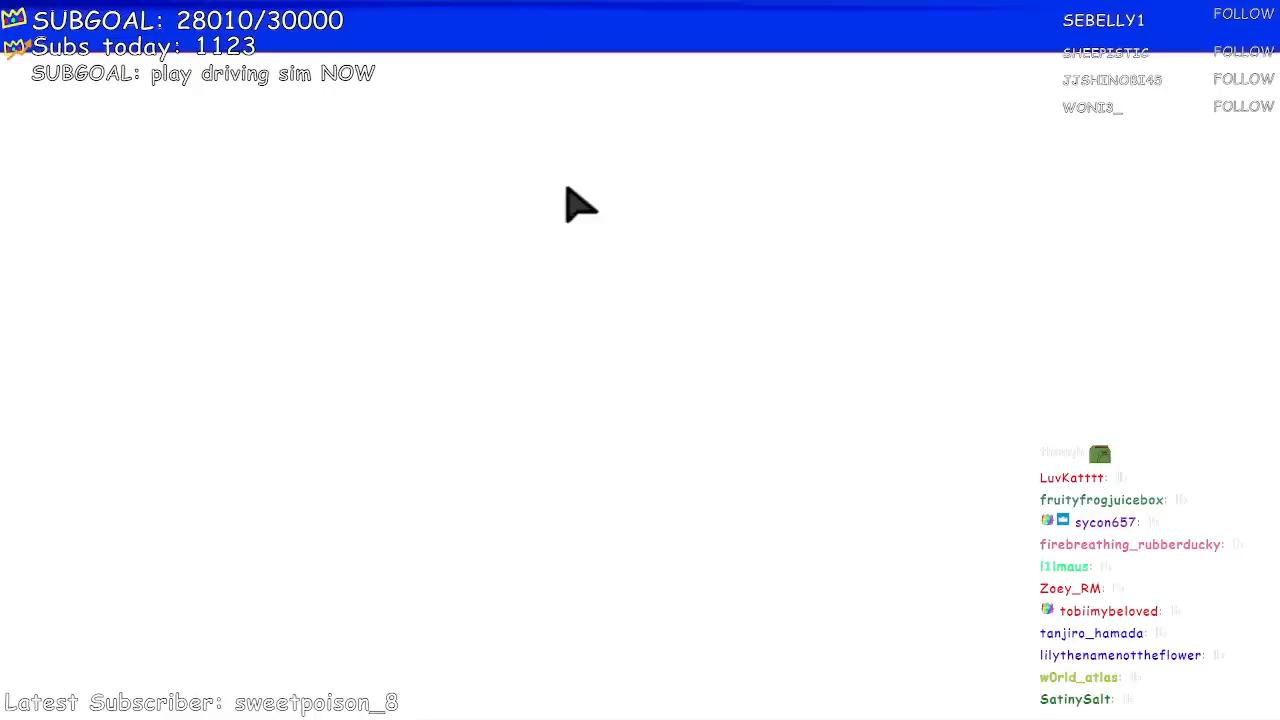 SUBGOAL: 28010/30000
Subs today: 1123
SUBGOAL: play driving sim NOW
SEBELLY1 FOLLOW
SHEEPISTIC FOLLOW
JJSHINOBI45 FOLLOW
WONI3_ FOLLOW
LuvKatttt:
fruityfrogjuicebox:
sycon657:
firebreathing_rubberducky:
l1lmaus:
Zoey_RM:
tobiimybeloved:
tanjiro_hamada:
lilythenamenottheflower:
w0rld_atlas:
SatinySalt:
Latest Subscriber: sweetpoison_8